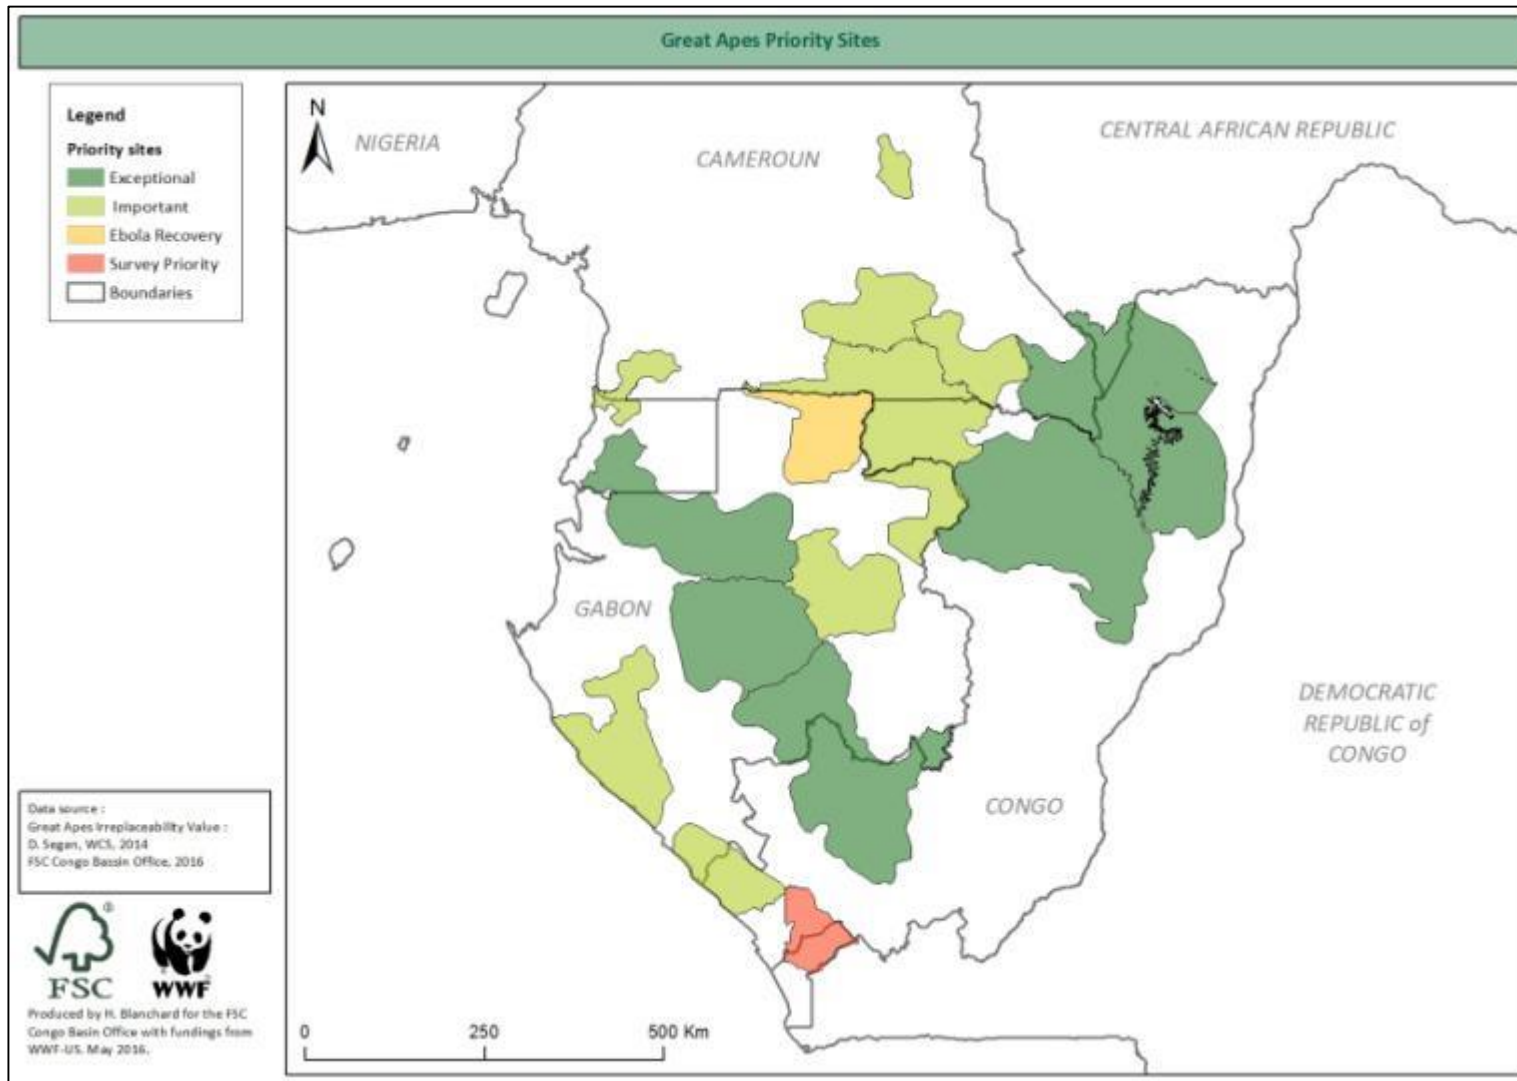 Great Apes Priority Sites
Legend
Priority sites
Exceptional
Important
Ebola Recovery
Survey Priority
Boundaries
N
NIGERIA
CAMEROUN
CENTRAL AFRICAN REPUBLIC
GABON
CONGO
DEMOCRATIC
REPUBLIC of
CONGO
Data source :
Great Apes Irreplaceability Value :
D. Segan, WCS, 2014
FSC Congo Bassin Office, 2016
®
FSC
WWF
Produced by H. Blanchard for the FSC
Congo Basin Office with fundings from
WWF-US. May 2016.
0 250 500 Km